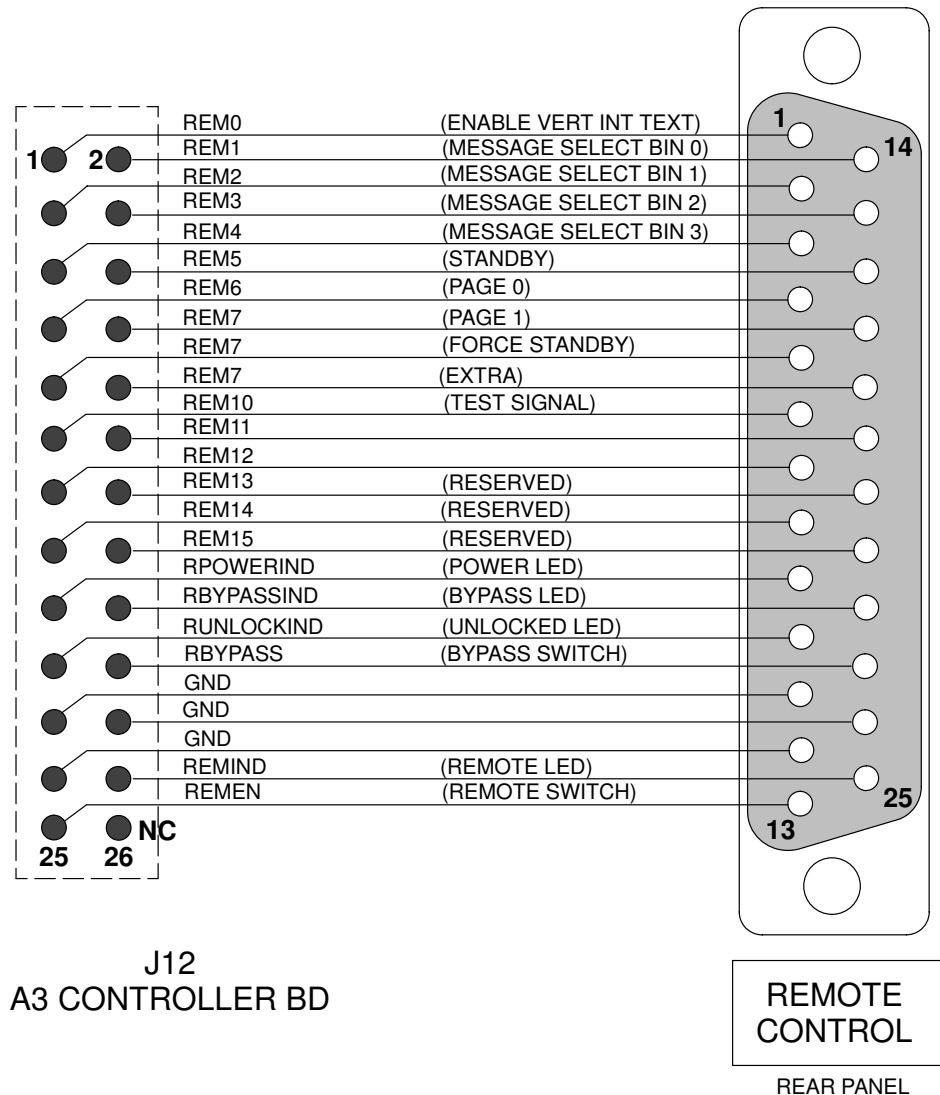 REM0 (ENABLE VERT INT TEXT) 1
1 2 REM1 (MESSAGE SELECT BIN 0) 14
REM2 (MESSAGE SELECT BIN 1)
REM3 (MESSAGE SELECT BIN 2)
REM4 (MESSAGE SELECT BIN 3)
REM5 (STANDBY)
REM6 (PAGE 0)
REM7 (PAGE 1)
REM7 (FORCE STANDBY)
REM7 (EXTRA)
REM10 (TEST SIGNAL)
REM11
REM12
REM13 (RESERVED)
REM14 (RESERVED)
REM15 (RESERVED)
RPOWERIND (POWER LED)
RBYPASSIND (BYPASS LED)
RUNLOCKIND (UNLOCKED LED)
RBYPASS (BYPASS SWITCH)
GND
GND
GND
REMIND (REMOTE LED)
REMEN (REMOTE SWITCH) 25
NC 13
25 26
J12
A3 CONTROLLER BD
REMOTE
CONTROL
REAR PANEL